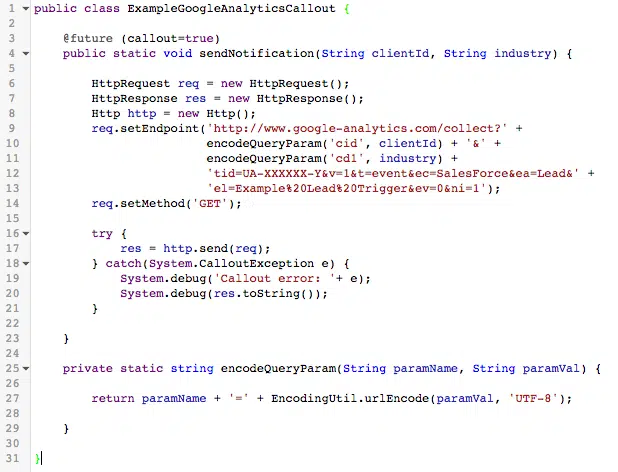 1 public class ExampleGoogleAnalyticsCallout {
2
3     @future (callout=true)
4     public static void sendNotification(String clientId, String industry) {
5
6         HttpRequest req = new HttpRequest();
7         HttpResponse res = new HttpResponse();
8         Http http = new Http();
9         req.setEndpoint('http://www.google-analytics.com/collect?' +
10                         encodeQueryParam('cid', clientId) + '&' +
11                         encodeQueryParam('cd1', industry) +
12                         'tid=UA-XXXXXX-Y&v=1&t=event&ec=SalesForce&ea=Lead&' +
13                         'el=Example%20Lead%20Trigger&ev=0&ni=1');
14         req.setMethod('GET');
15
16         try {
17             res = http.send(req);
18         } catch(System.CalloutException e) {
19             System.debug('Callout error: '+ e);
20             System.debug(res.toString());
21         }
22
23     }
24
25     private static string encodeQueryParam(String paramName, String paramVal) {
26
27         return paramName + '=' + EncodingUtil.urlEncode(paramVal, 'UTF-8');
28
29     }
30
31 }